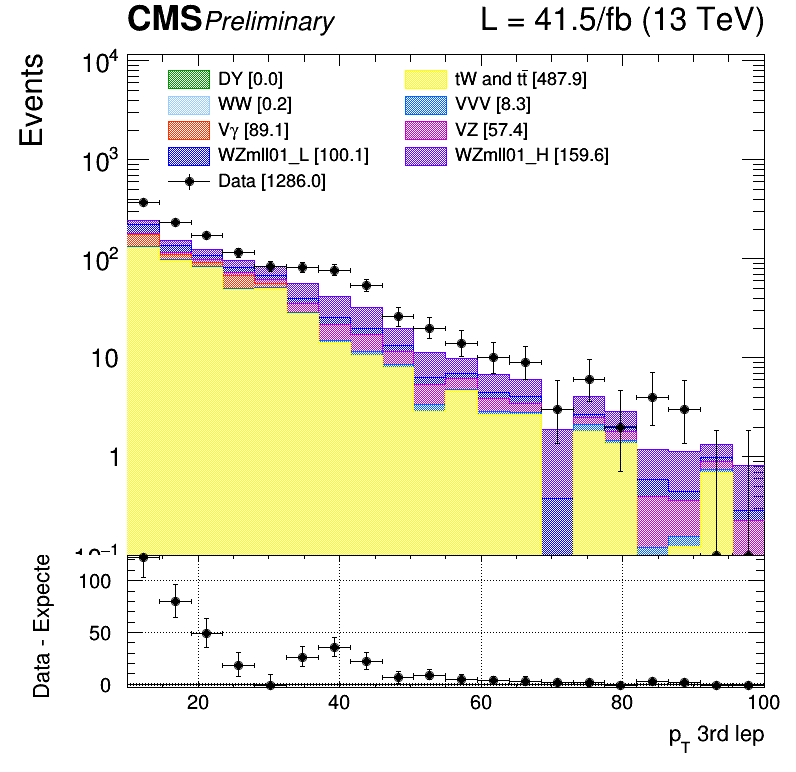 CMS Preliminary L = 41.5/fb (13 TeV)
Events
10⁴
10³
10²
10
1
10⁻¹
DY [0.0]
tW and tt̅ [487.9]
WW [0.2]
VVV [8.3]
Vγ [89.1]
VZ [57.4]
WZmll01_L [100.1]
WZmll01_H [159.6]
Data [1286.0]
Data - Expecte
100
50
0
20 40 60 80 100
p_T 3rd lep